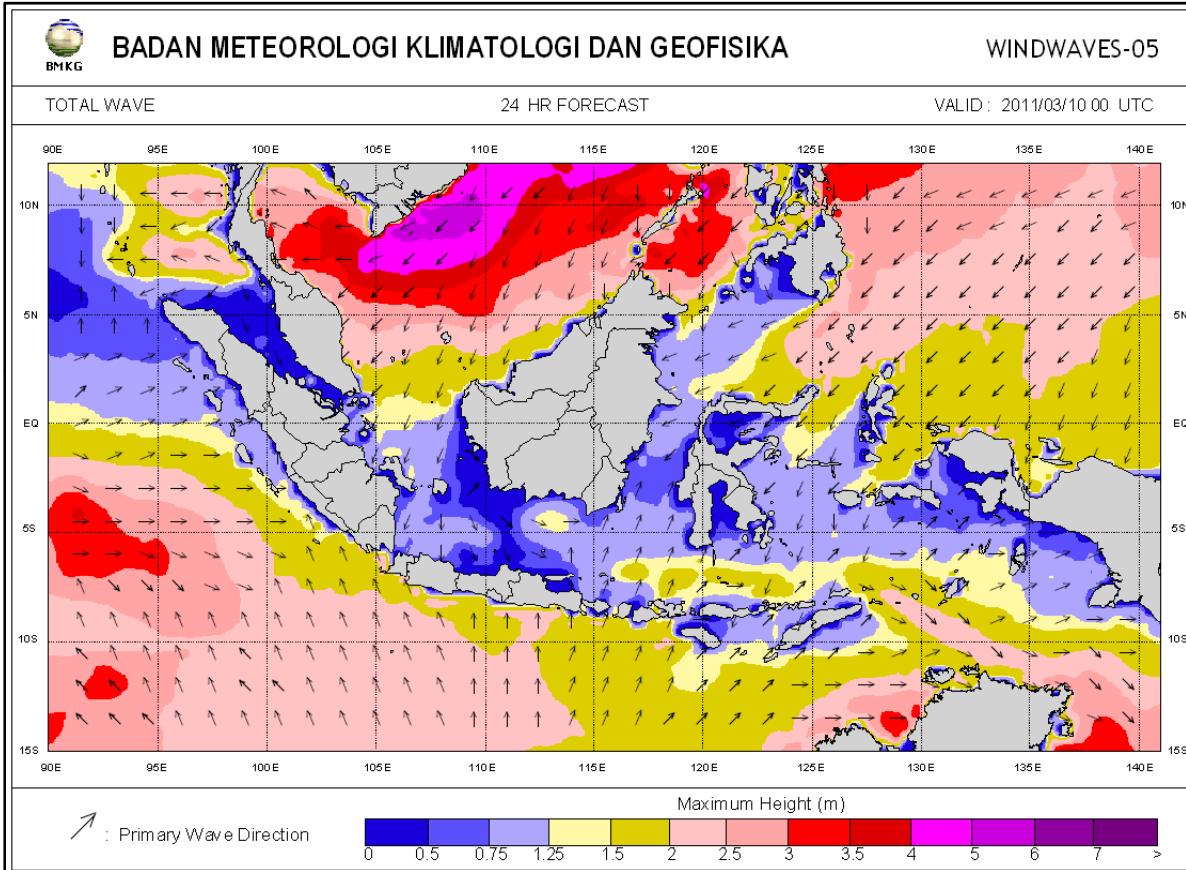 BMKG
BADAN METEOROLOGI KLIMATOLOGI DAN GEOFISIKA
WINDWAVES-05
TOTAL WAVE
24 HR FORECAST
VALID : 2011/03/10 00 UTC
90E 95E 100E 105E 110E 115E 120E 125E 130E 135E 140E
10N 10N
5N 5N
EQ EQ
5S 5S
10S 10S
15S 15S
90E 95E 100E 105E 110E 115E 120E 125E 130E 135E 140E
Maximum Height (m)
: Primary Wave Direction
0 0.5 0.75 1.25 1.5 2 2.5 3 3.5 4 5 6 7 >